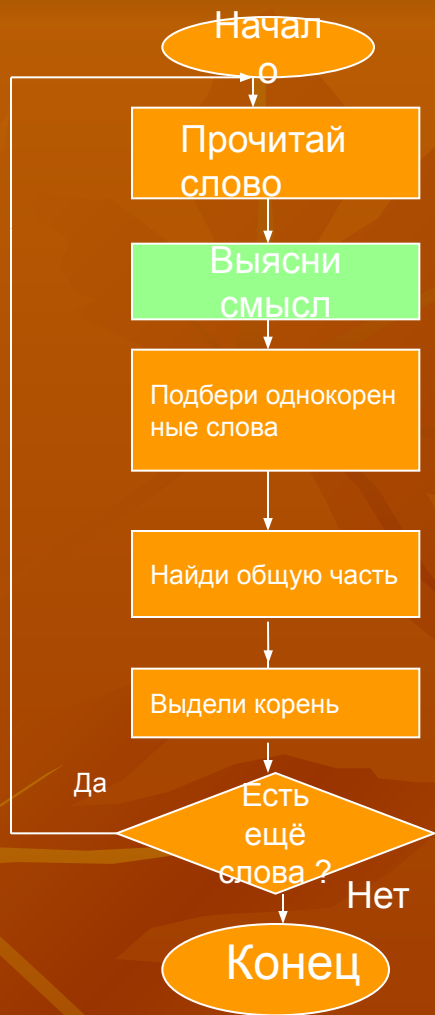 Начал
о
Прочитай
слово
Выясни
смысл
Подбери однокорен
ные слова
Найди общую часть
Выдели корень
Да
Есть
ещё
слова ?
Нет
Конец